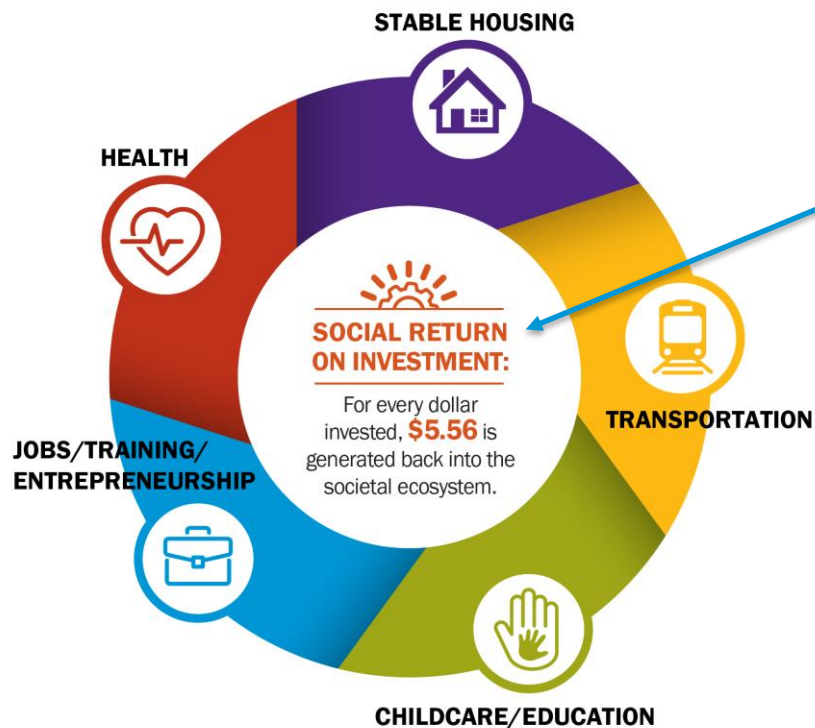 STABLE HOUSING
HEALTH
SOCIAL RETURN
ON INVESTMENT:
For every dollar
invested, $5.56 is
generated back into the
societal ecosystem.
TRANSPORTATION
JOBS/TRAINING/
ENTREPRENEURSHIP
CHILDCARE/EDUCATION